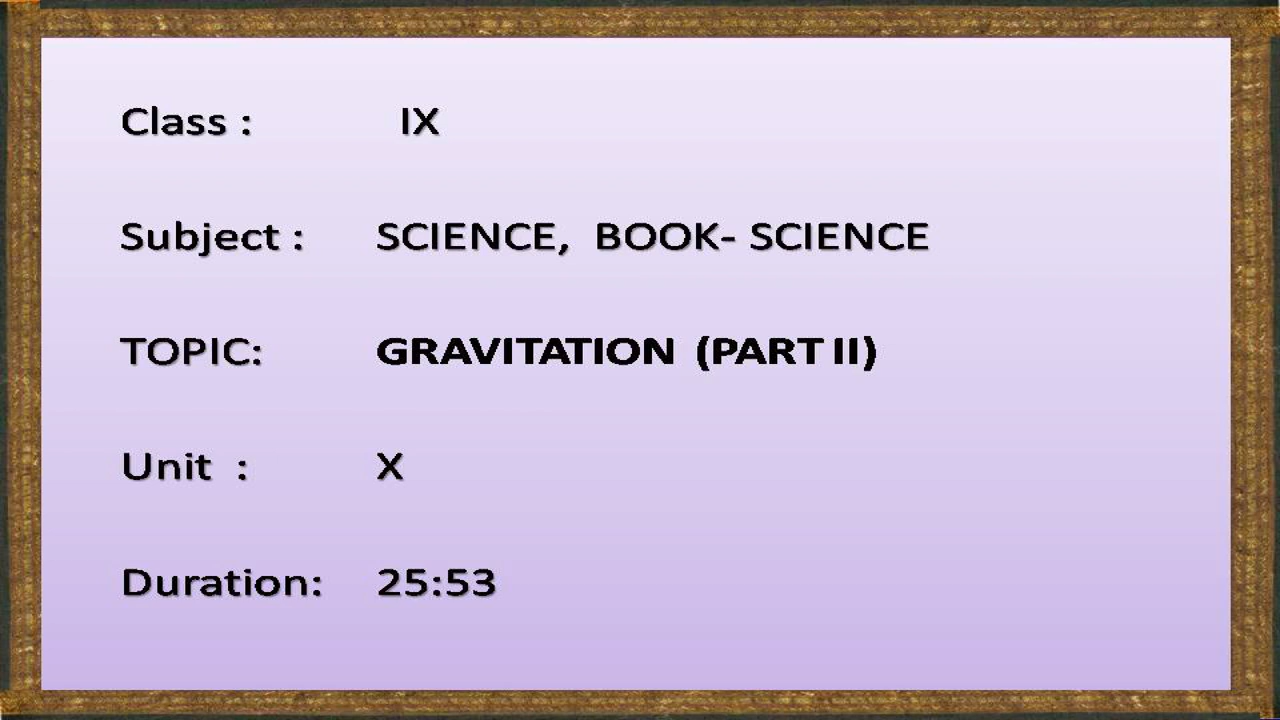 Class : IX
Subject : SCIENCE, BOOK- SCIENCE
TOPIC: GRAVITATION (PART II)
Unit : X
Duration: 25:53